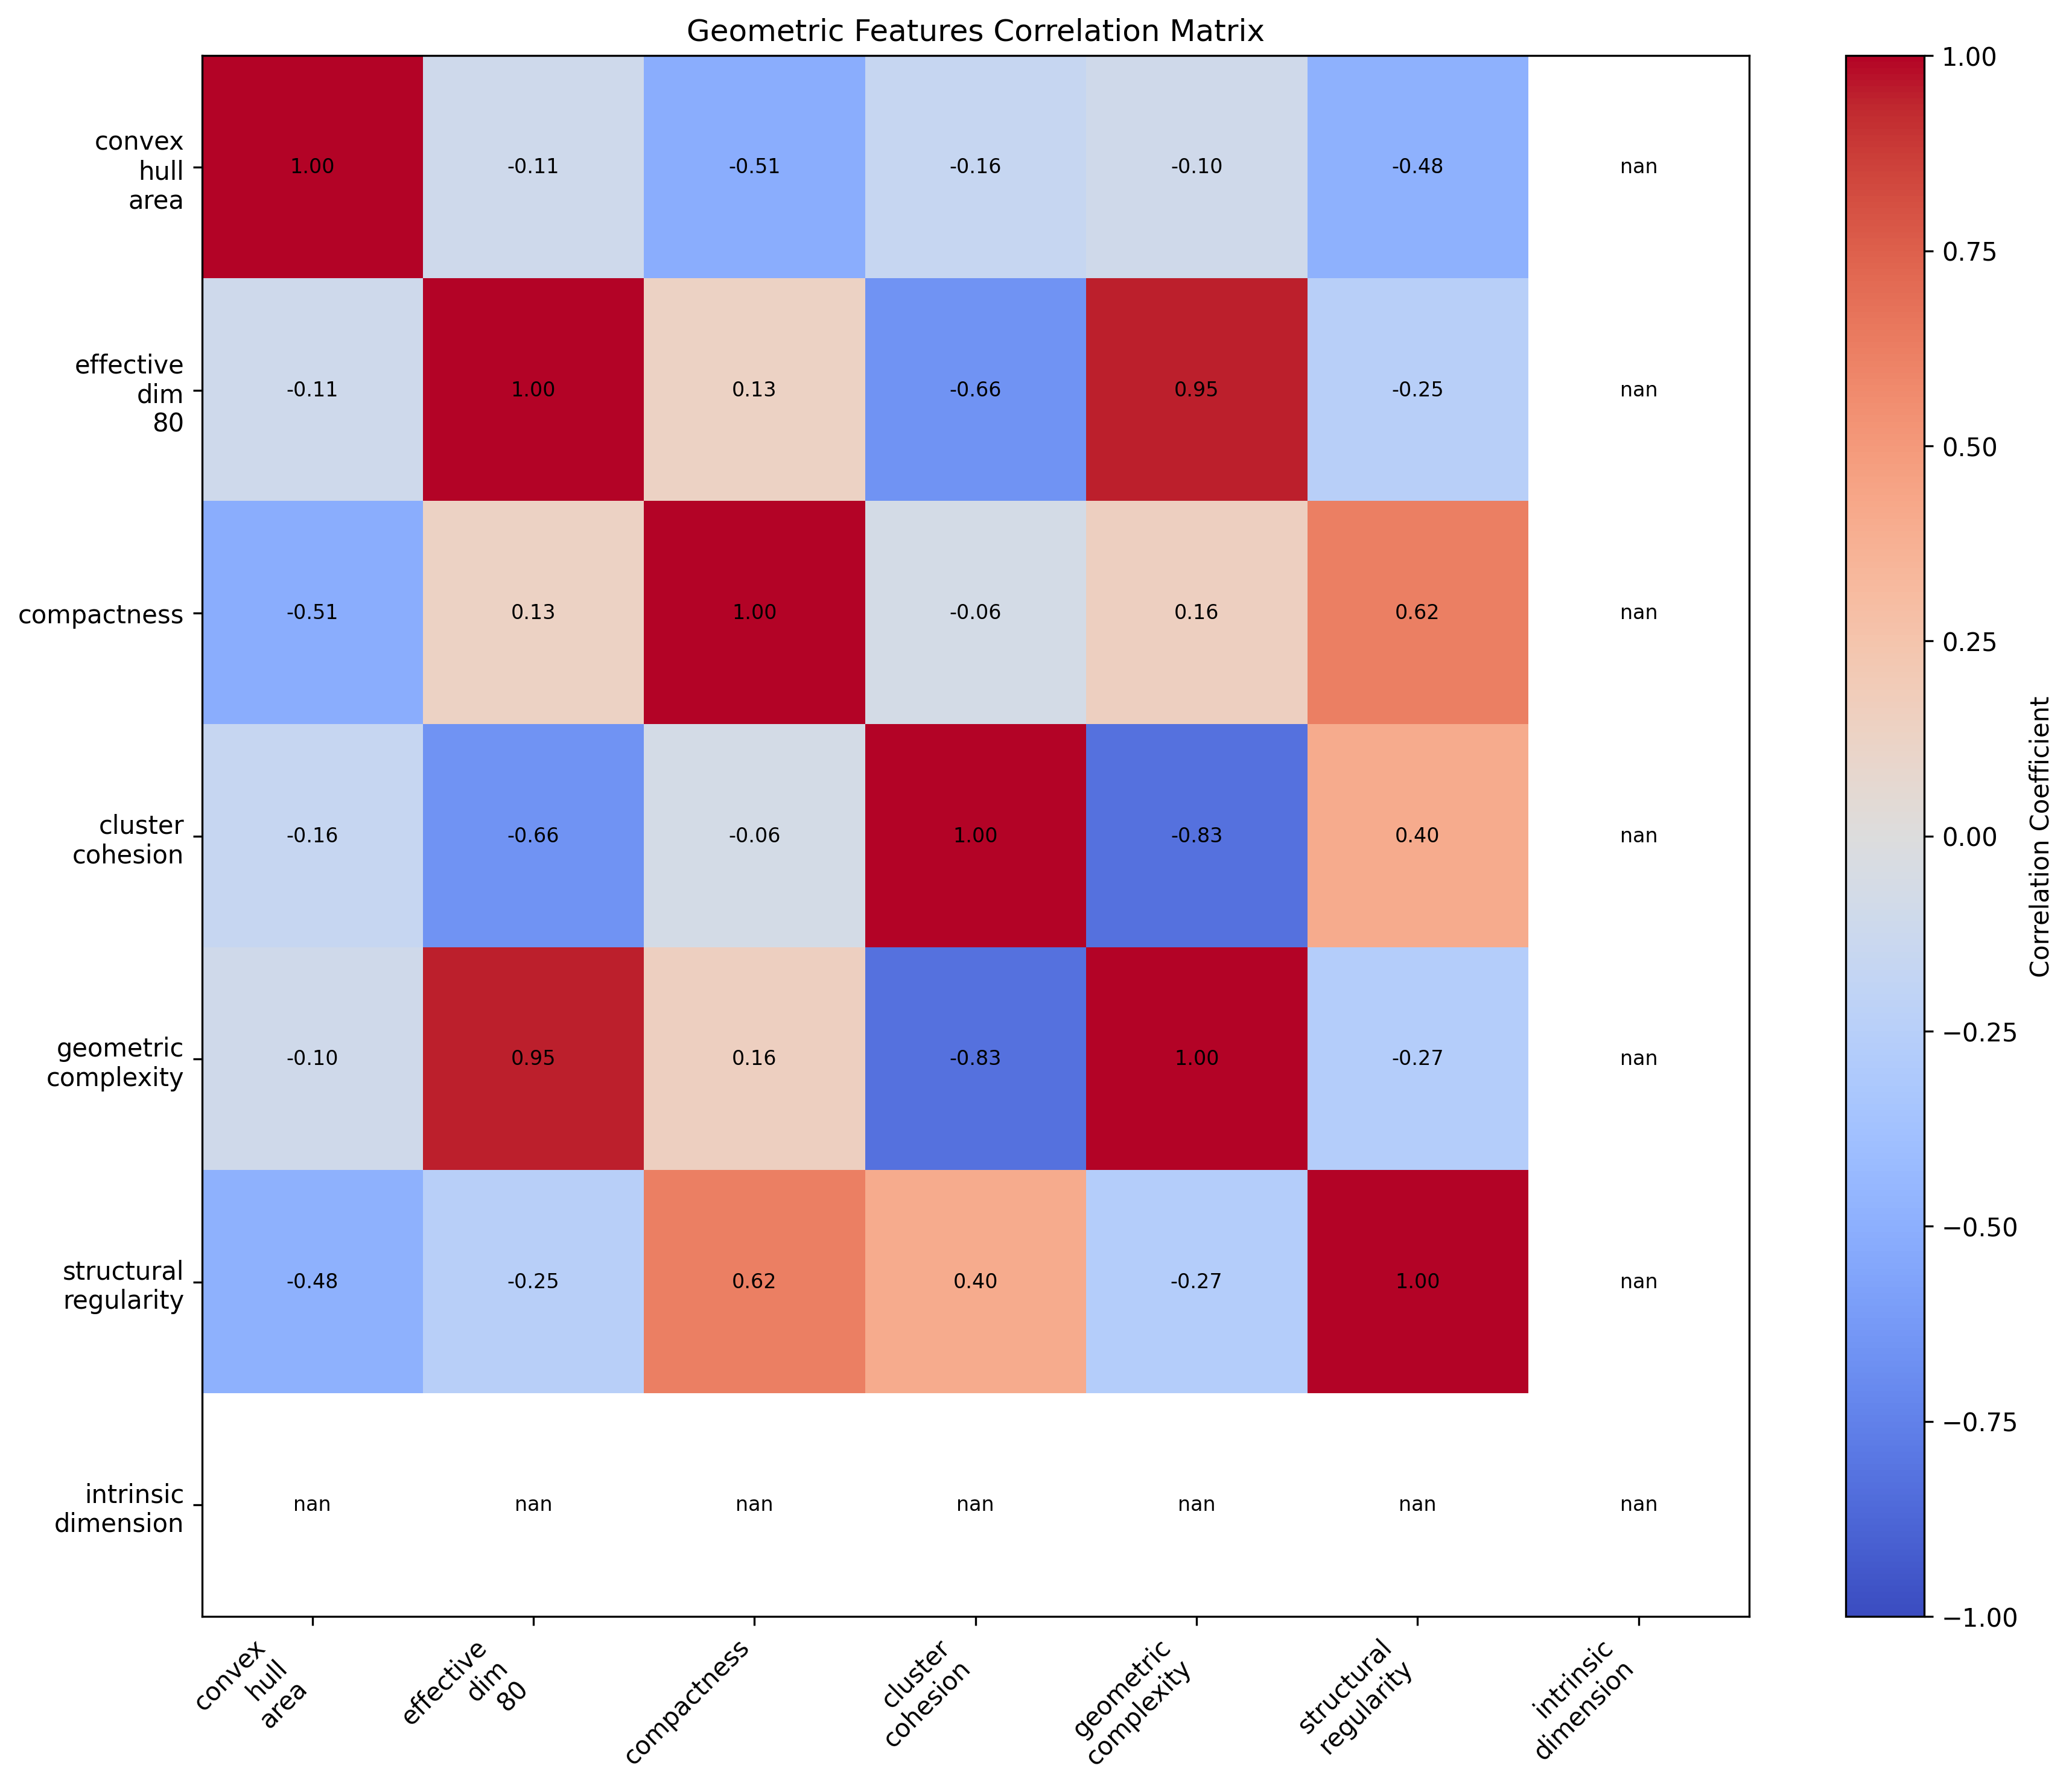 Geometric Features Correlation Matrix
convex
hull
area
1.00
-0.11
-0.51
-0.16
-0.10
-0.48
nan
effective
dim
80
-0.11
1.00
0.13
-0.66
0.95
-0.25
nan
compactness
-0.51
0.13
1.00
-0.06
0.16
0.62
nan
cluster
cohesion
-0.16
-0.66
-0.06
1.00
-0.83
0.40
nan
geometric
complexity
-0.10
0.95
0.16
-0.83
1.00
-0.27
nan
structural
regularity
-0.48
-0.25
0.62
0.40
-0.27
1.00
nan
intrinsic
dimension
nan
nan
nan
nan
nan
nan
nan
convex
hull
area
effective
dim
80
compactness
cluster
cohesion
geometric
complexity
structural
regularity
intrinsic
dimension
1.00
0.75
0.50
0.25
0.00
−0.25
−0.50
−0.75
−1.00
Correlation Coefficient